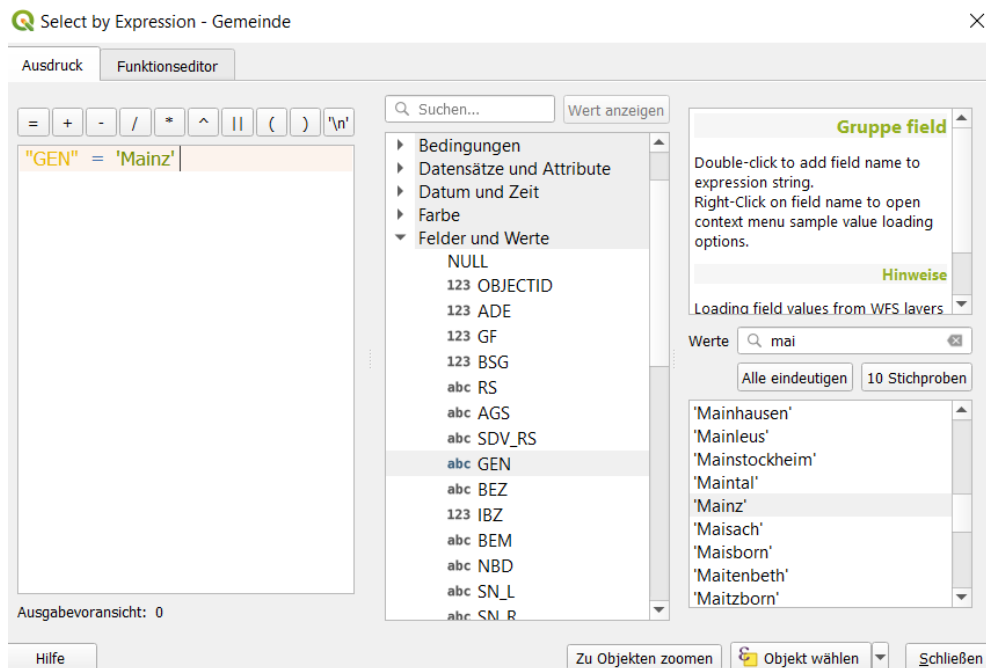 Select by Expression - Gemeinde
Ausdruck Funktionseditor
= + - / * ^ || ( ) '\n'
"GEN" = 'Mainz'
Ausgabevoransicht: 0
Suchen... Wert anzeigen
Bedingungen
Datensätze und Attribute
Datum und Zeit
Farbe
Felder und Werte
NULL
123 OBJECTID
123 ADE
123 GF
123 BSG
abc RS
abc AGS
abc SDV_RS
abc GEN
abc BEZ
123 IBZ
abc BEM
abc NBD
abc SN_L
abc SN_R
Gruppe field
Double-click to add field name to
expression string.
Right-Click on field name to open
context menu sample value loading
options.
Hinweise
Loading field values from WFS layers
Werte mai
Alle eindeutigen 10 Stichproben
'Mainhausen'
'Mainleus'
'Mainstockheim'
'Maintal'
'Mainz'
'Maisach'
'Maisborn'
'Maitenbeth'
'Maitzborn'
Hilfe Zu Objekten zoomen Objekt wählen Schließen